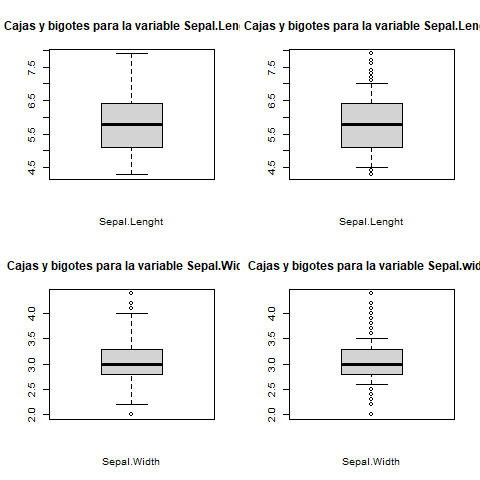 Cajas y bigotes para la variable Sepal.Len
Cajas y bigotes para la variable Sepal.Len
7.5
6.5
5.5
4.5
7.5
6.5
5.5
4.5
Sepal.Lenght
Sepal.Lenght
Cajas y bigotes para la variable Sepal.Wid
Cajas y bigotes para la variable Sepal.wid
4.0
3.5
3.0
2.5
2.0
4.0
3.5
3.0
2.5
2.0
Sepal.Width
Sepal.Width